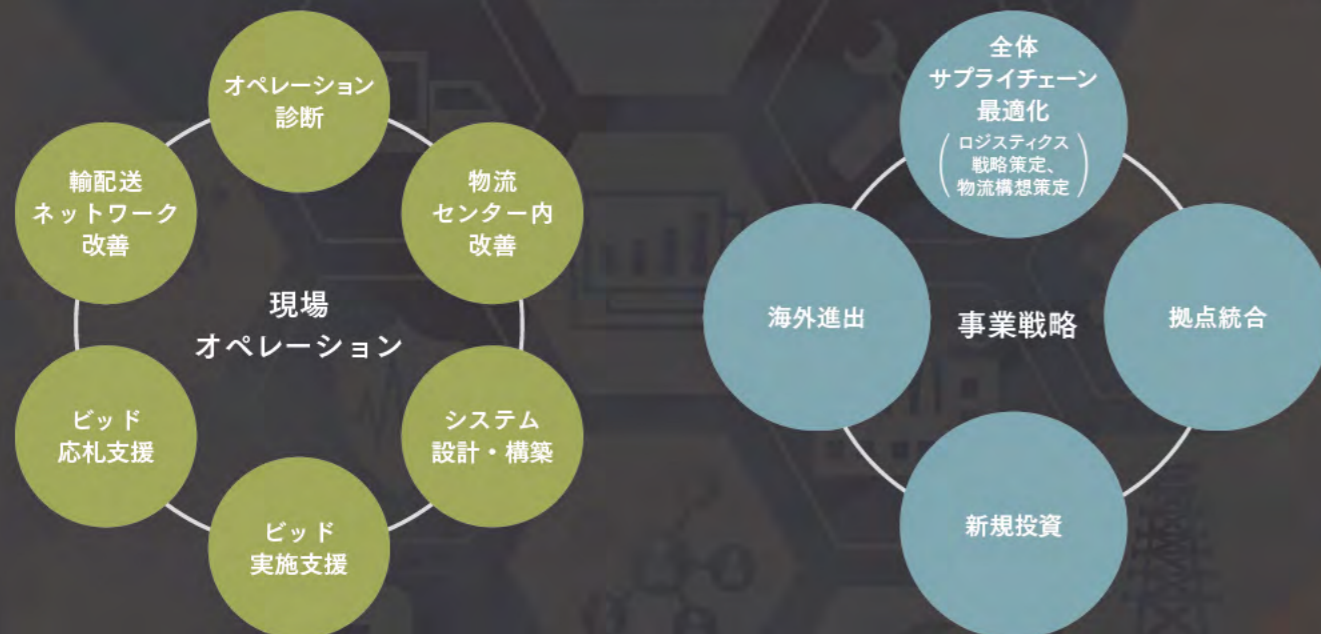 オペレーション
診断
物流
センター内
改善
システム
設計・構築
ビッド
実施支援
ビッド
応札支援
輸配送
ネットワーク
改善
現場
オペレーション
全体
サプライチェーン
最適化
(ロジスティクス
戦略策定、
物流構想策定)
拠点統合
新規投資
海外進出
事業戦略